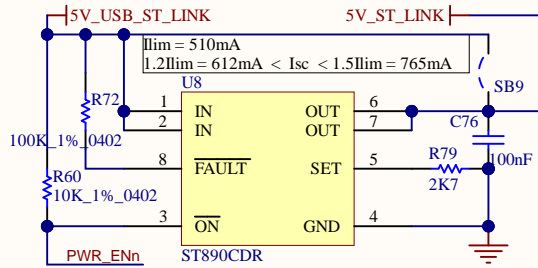 5V_USB_ST_LINK
5V_ST_LINK
Ilim = 510mA
1.2Ilim = 612mA < Isc < 1.5Ilim = 765mA
U8
SB9
R72
100K_1%_0402
1 IN
2 IN
OUT 6
OUT 7
C76
100nF
8 FAULT
SET 5
R79
2K7
R60
10K_1%_0402
3 ON
GND 4
PWR_ENn
ST890CDR